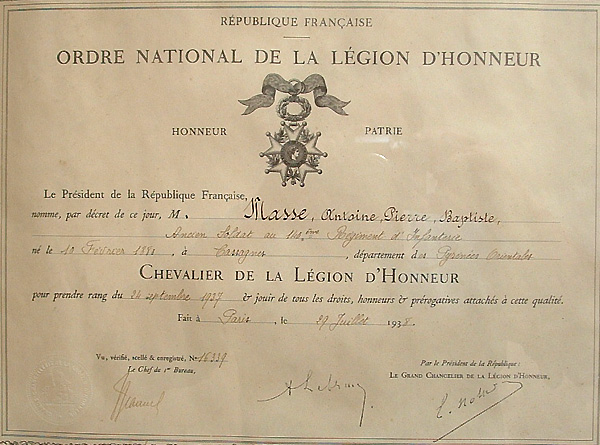 RÉPUBLIQUE FRANÇAISE
ORDRE NATIONAL DE LA LÉGION D'HONNEUR
HONNEUR PATRIE
Le Président de la République Française,
nomme, par décret de ce jour, M. Masse, Antoine, Pierre, Baptiste,
Ancien Soldat au Régiment d'Infanterie
né le 10 Février, à, département des Pyrénées Orientales
CHEVALIER DE LA LÉGION D'HONNEUR
pour prendre rang du 24 septembre 1937 & jouir de tous les droits, honneurs & prérogatives attachés à cette qualité.
Fait à Paris, le 29 Juillet 1938.
Vu, vérifié, scellé & enregistré, N° 16339
Par le Président de la République :
Le Chef du 1er Bureau,
LE GRAND CHANCELIER DE LA LÉGION D'HONNEUR,